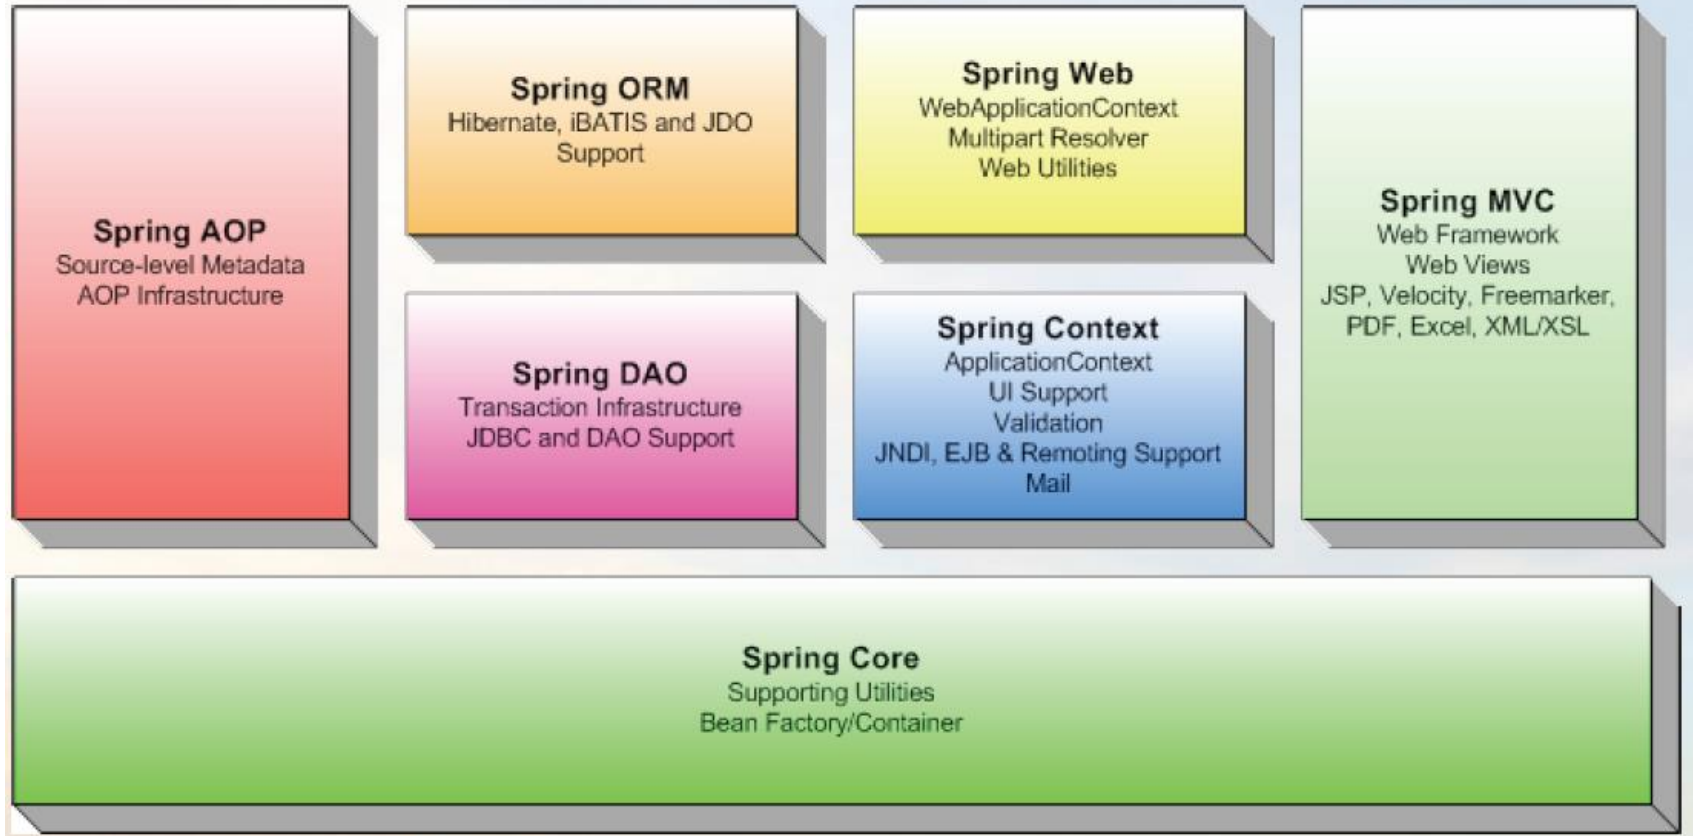 Spring AOP
Source-level Metadata
AOP Infrastructure
Spring ORM
Hibernate, iBATIS and JDO
Support
Spring DAO
Transaction Infrastructure
JDBC and DAO Support
Spring Web
WebApplicationContext
Multipart Resolver
Web Utilities
Spring Context
ApplicationContext
UI Support
Validation
JNDI, EJB & Remoting Support
Mail
Spring MVC
Web Framework
Web Views
JSP, Velocity, Freemarker,
PDF, Excel, XML/XSL
Spring Core
Supporting Utilities
Bean Factory/Container